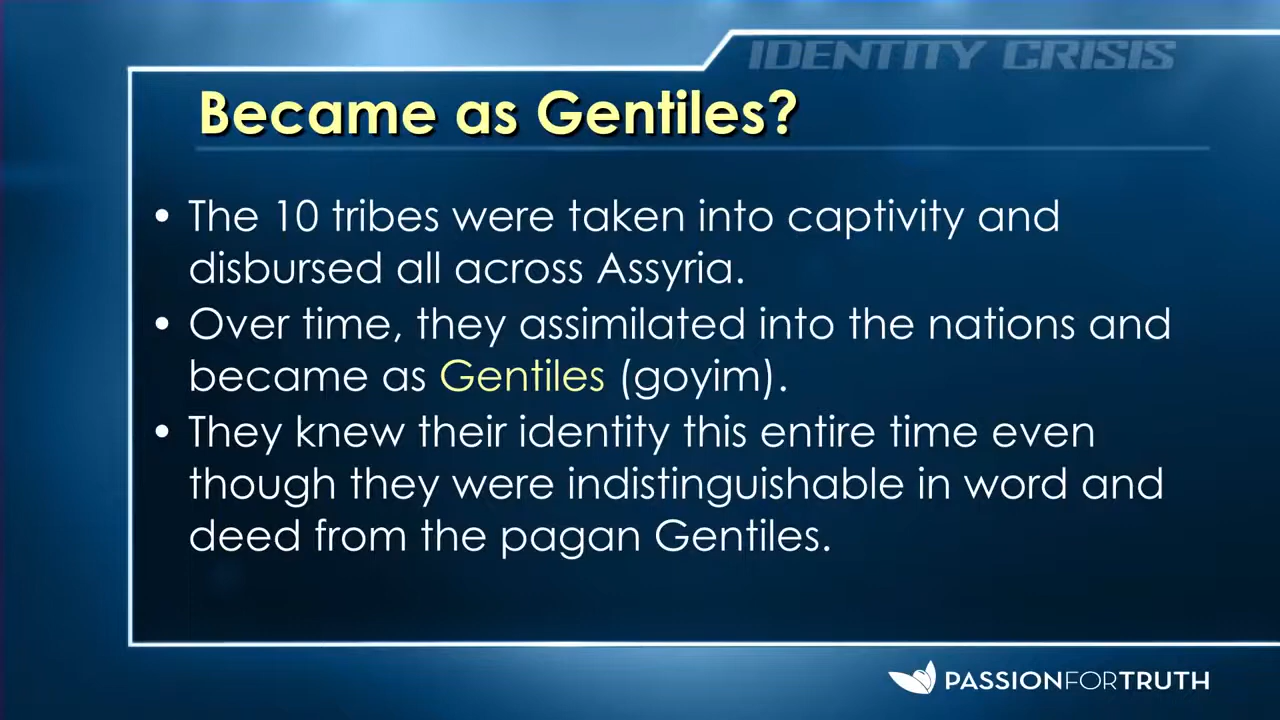 IDENTITY CRISIS
Became as Gentiles?
• The 10 tribes were taken into captivity and
disbursed all across Assyria.
• Over time, they assimilated into the nations and
became as Gentiles (goyim).
• They knew their identity this entire time even
though they were indistinguishable in word and
deed from the pagan Gentiles.
PASSIONFORTRUTH